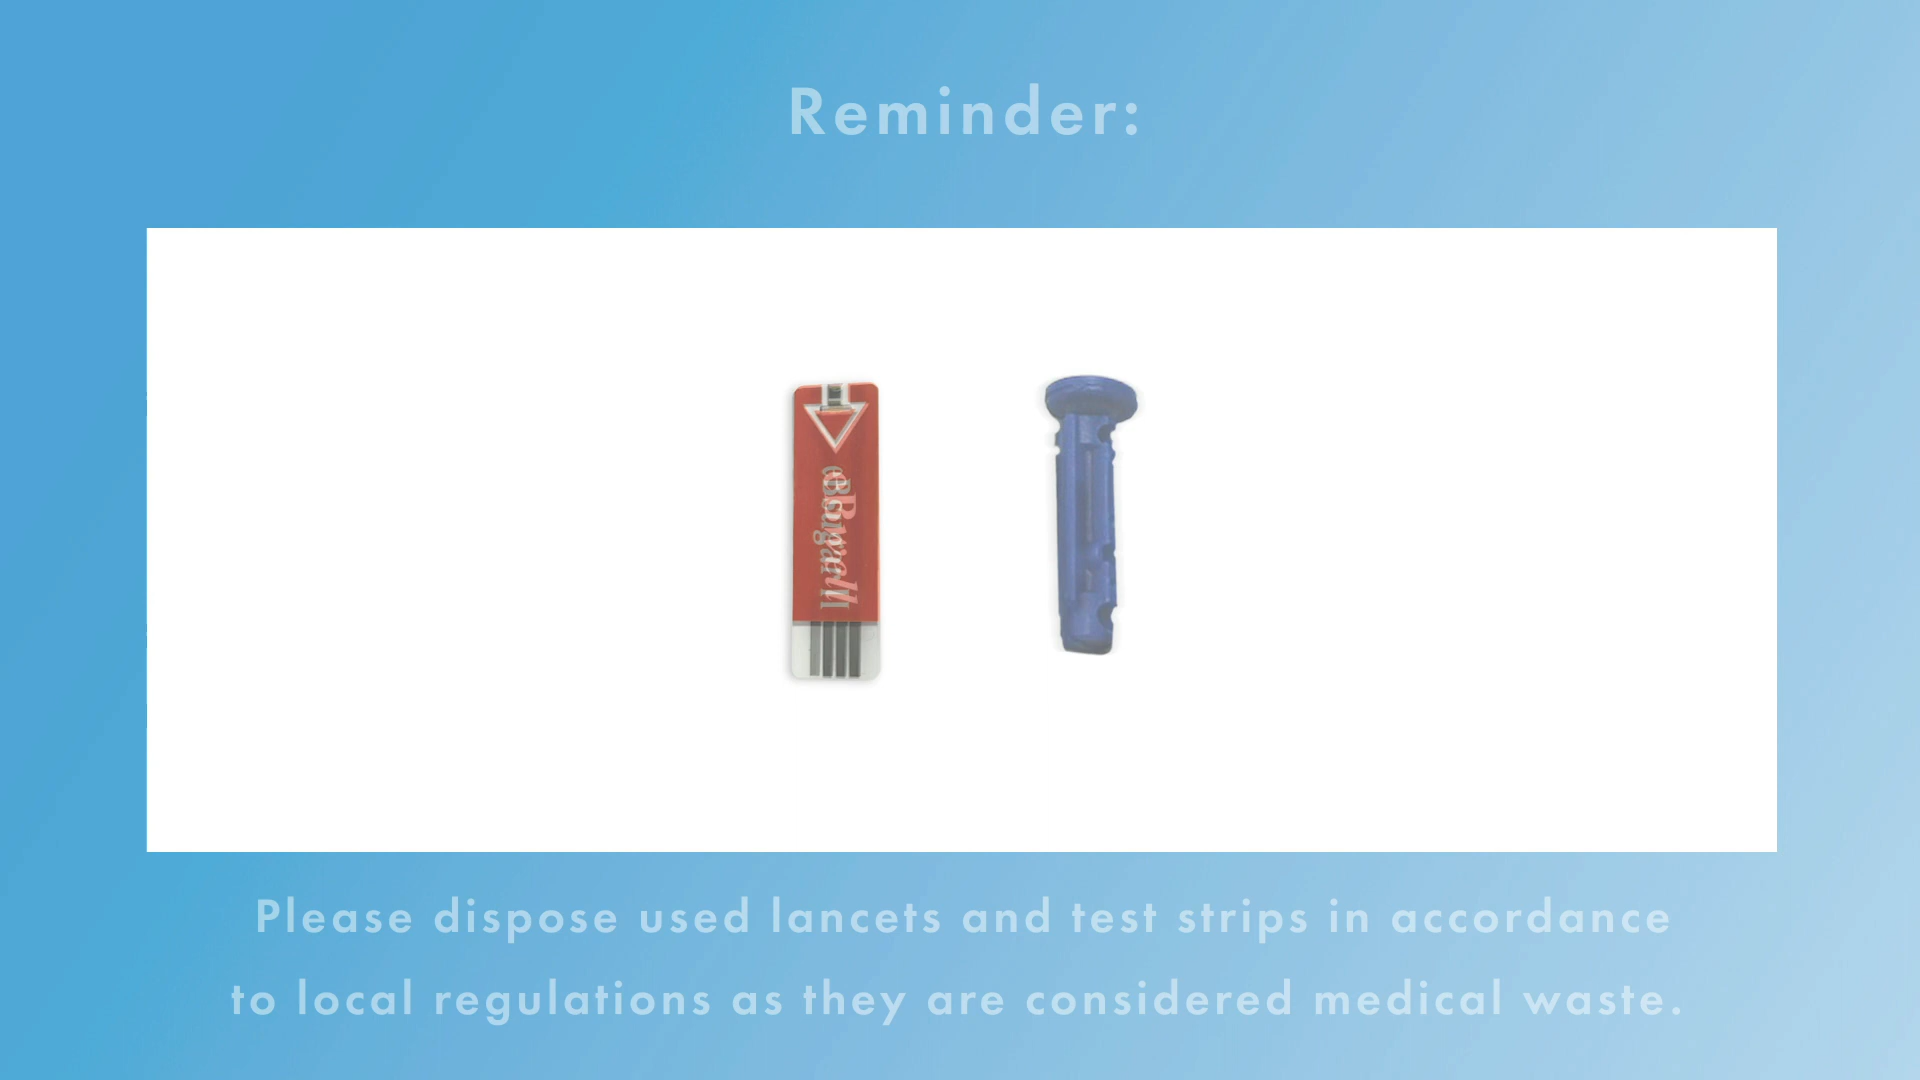 Reminder:
Please dispose used lancets and test strips in accordance
to local regulations as they are considered medical waste.